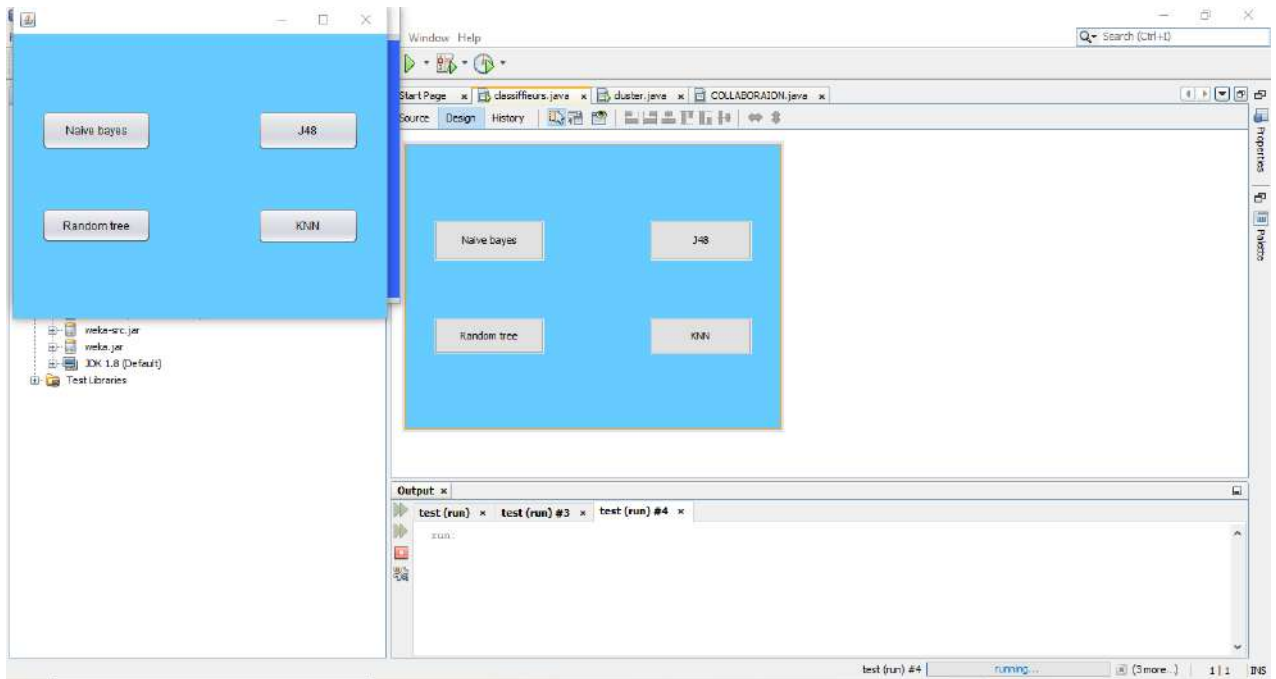 Window Help
Search (Ctrl+I)
Start Page
classiffieurs.java
cluster.java
COLLABORAION.java
Source Design History
Naive bayes
J48
Random tree
KNN
Naive bayes
J48
Random tree
KNN
weka-src.jar
weka.jar
JDK 1.8 (Default)
Test Libraries
Properties
Palette
Output
test (run) test (run) #3 test (run) #4
run:
test (run) #4 running... (3 more...) 1 | 1 INS